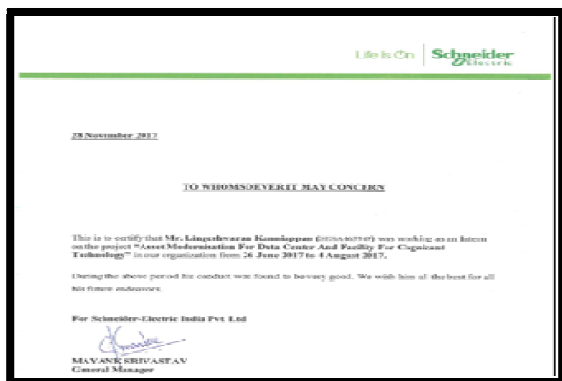 Life Is On Schneider
Electric
28 November 2017
TO WHOMSOEVER IT MAY CONCERN
This is to certify that Mr. Lingeshwaran Kanniappan was working as an Intern
on the project "Asset Modernisation For Data Center And Facility For Cognizant
Technology" in our organization from 26 June 2017 to 4 August 2017.
During the above period his conduct was found to be very good. We wish him all the best for all
his future endeavors.
For Schneider-Electric India Pvt Ltd
MAYANK SRIVASTAV
General Manager